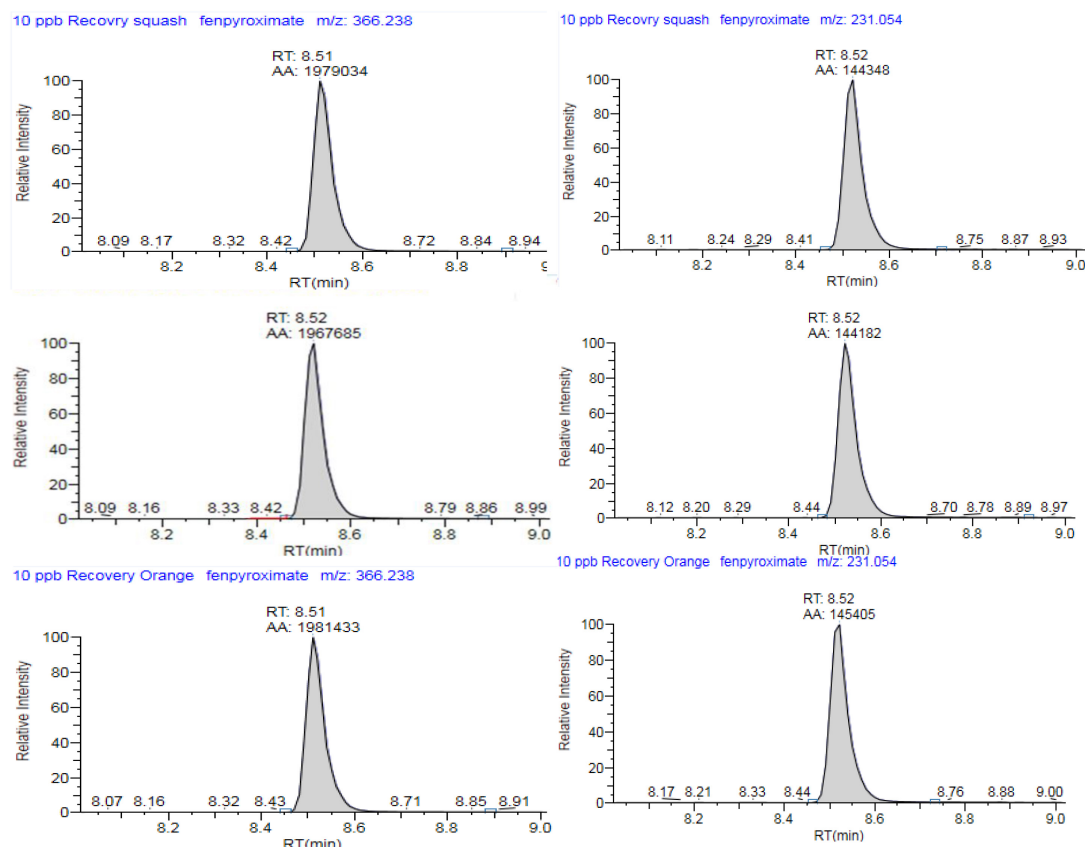 10 ppb Recovry squash fenpyroximate m/z: 366.238
RT: 8.51
AA: 1979034
100
80
60
40
20
0
Relative Intensity
8.09 8.17 8.32 8.42 8.72 8.84 8.94
8.2 8.4 8.6 8.8
RT(min)
10 ppb Recovry squash fenpyroximate m/z: 231.054
RT: 8.52
AA: 144348
100
80
60
40
20
0
Relative Intensity
8.11 8.24 8.29 8.41 8.75 8.87 8.93
8.2 8.4 8.6 8.8 9.0
RT(min)
RT: 8.52
AA: 1967685
100
80
60
40
20
0
Relative Intensity
8.09 8.16 8.33 8.42 8.79 8.86 8.99
8.2 8.4 8.6 8.8 9.0
RT(min)
RT: 8.52
AA: 144182
100
80
60
40
20
0
Relative Intensity
8.12 8.20 8.29 8.44 8.70 8.78 8.89 8.97
8.2 8.4 8.6 8.8 9.0
RT(min)
10 ppb Recovery Orange fenpyroximate m/z: 366.238
RT: 8.51
AA: 1981433
100
80
60
40
20
0
Relative Intensity
8.07 8.16 8.32 8.43 8.71 8.85 8.91
8.2 8.4 8.6 8.8 9.0
RT(min)
10 ppb Recovery Orange fenpyroximate m/z: 231.054
RT: 8.52
AA: 145405
100
80
60
40
20
0
Relative Intensity
8.17 8.21 8.33 8.44 8.76 8.88 9.00
8.2 8.4 8.6 8.8 9.0
RT(min)